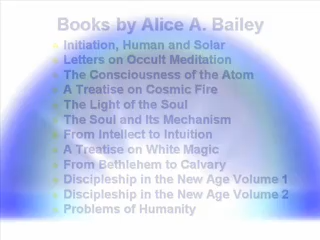 Books by Alice A. Bailey
Initiation, Human and Solar
Letters on Occult Meditation
The Consciousness of the Atom
A Treatise on Cosmic Fire
The Light of the Soul
The Soul and Its Mechanism
From Intellect to Intuition
A Treatise on White Magic
From Bethlehem to Calvary
Discipleship in the New Age Volume 1
Discipleship in the New Age Volume 2
Problems of Humanity